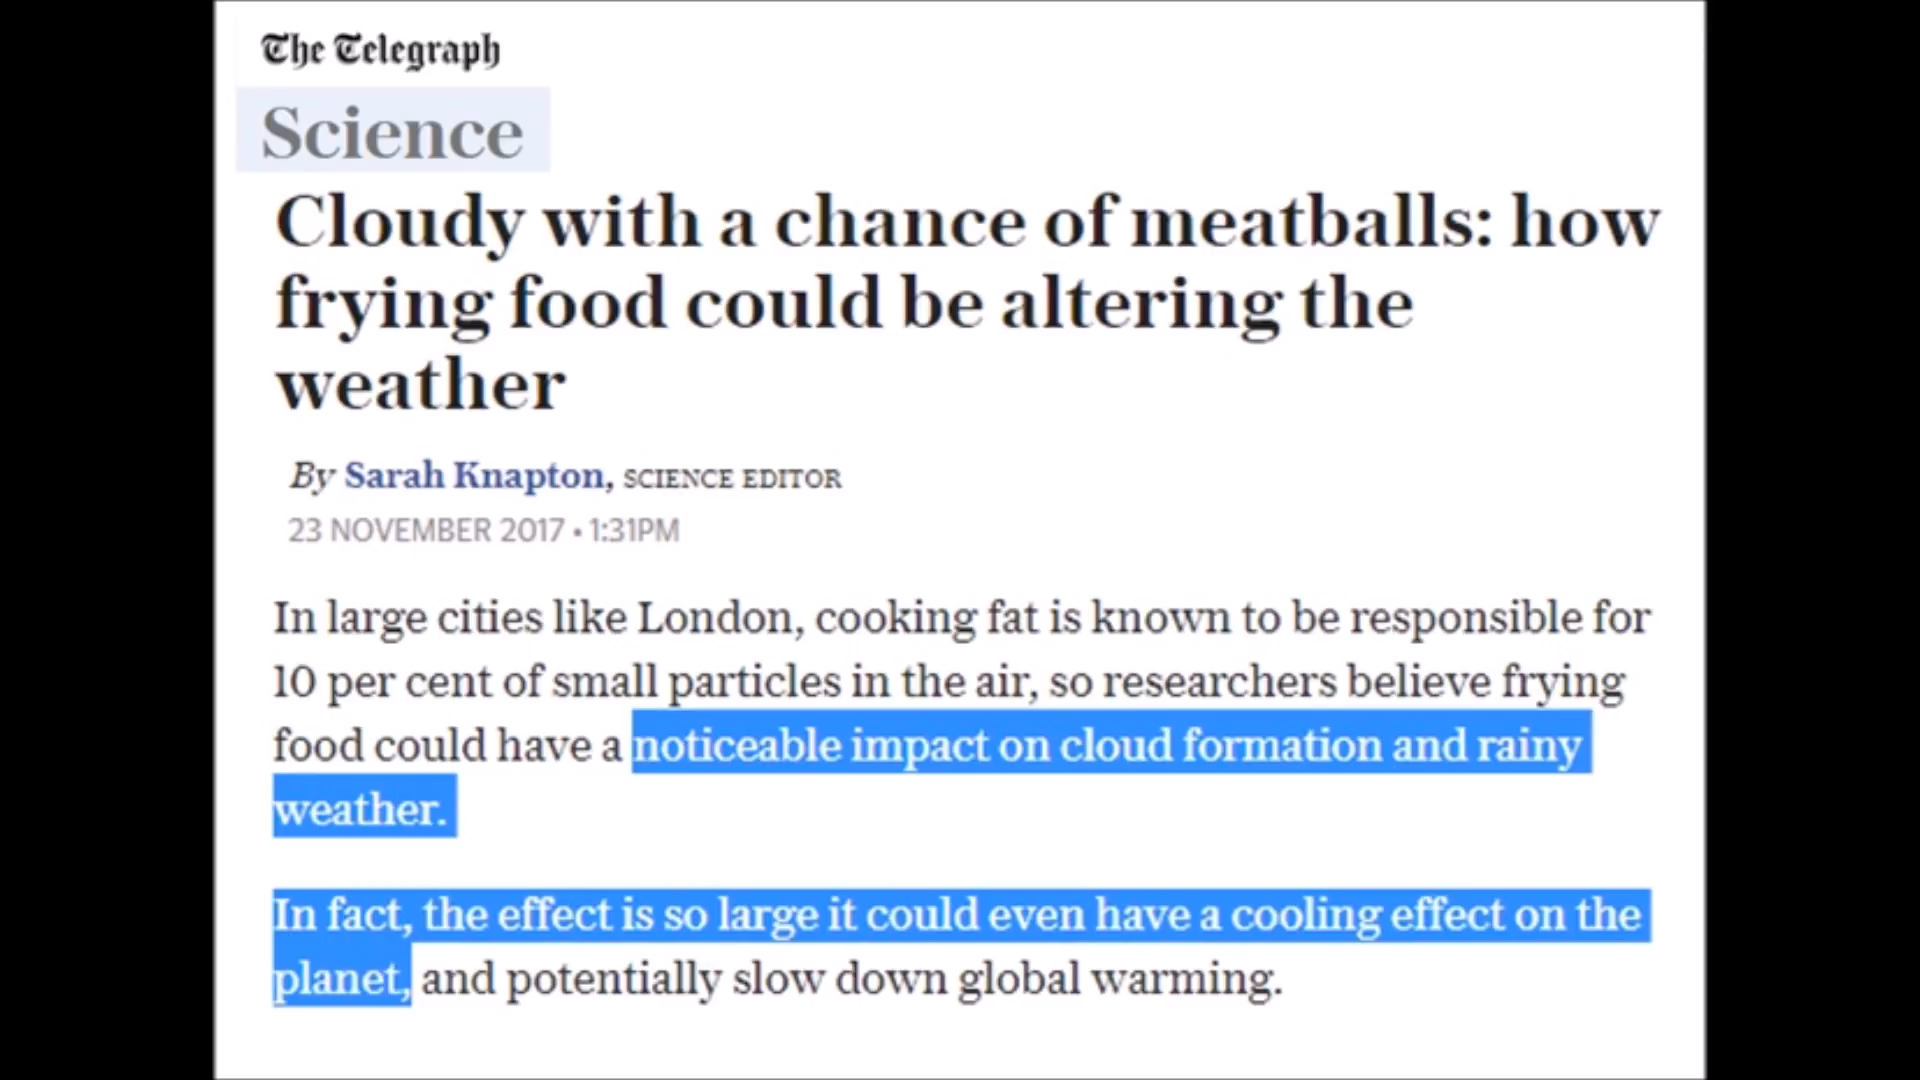 The Telegraph
Science
Cloudy with a chance of meatballs: how
frying food could be altering the
weather
By Sarah Knapton, SCIENCE EDITOR
23 NOVEMBER 2017 • 1:31PM
In large cities like London, cooking fat is known to be responsible for
10 per cent of small particles in the air, so researchers believe frying
food could have a noticeable impact on cloud formation and rainy
weather.
In fact, the effect is so large it could even have a cooling effect on the
planet, and potentially slow down global warming.